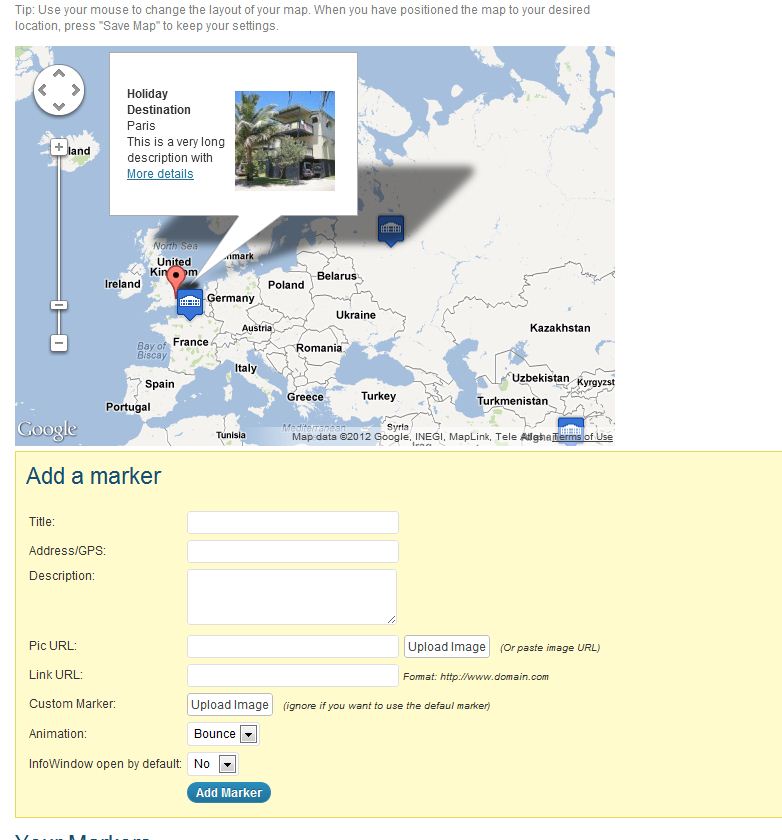 Tip: Use your mouse to change the layout of your map. When you have positioned the map to your desired
location, press "Save Map" to keep your settings.
Holiday
Destination
Paris
This is a very long
description with
More details
land
North Sea
United
Kingdom
nmark
Ireland
Germany
Poland
Belarus
Ukraine
Kazakhstan
Austria
France
Bay of
Biscay
Romania
Italy
Spain
Portugal
Greece
Turkey
Uzbekistan
Kyrgyzst
Turkmenistan
Tunisia
Mediterranean
Syria
Iraq
Google
Map data ©2012 Google, INEGI, MapLink, Tele
Terms of Use
Add a marker
Title:
Address/GPS:
Description:
Pic URL:
Upload Image
(Or paste image URL)
Link URL:
Format: http://www.domain.com
Custom Marker:
Upload Image
(ignore if you want to use the defaul marker)
Animation:
Bounce
InfoWindow open by default:
No
Add Marker
Your Markers